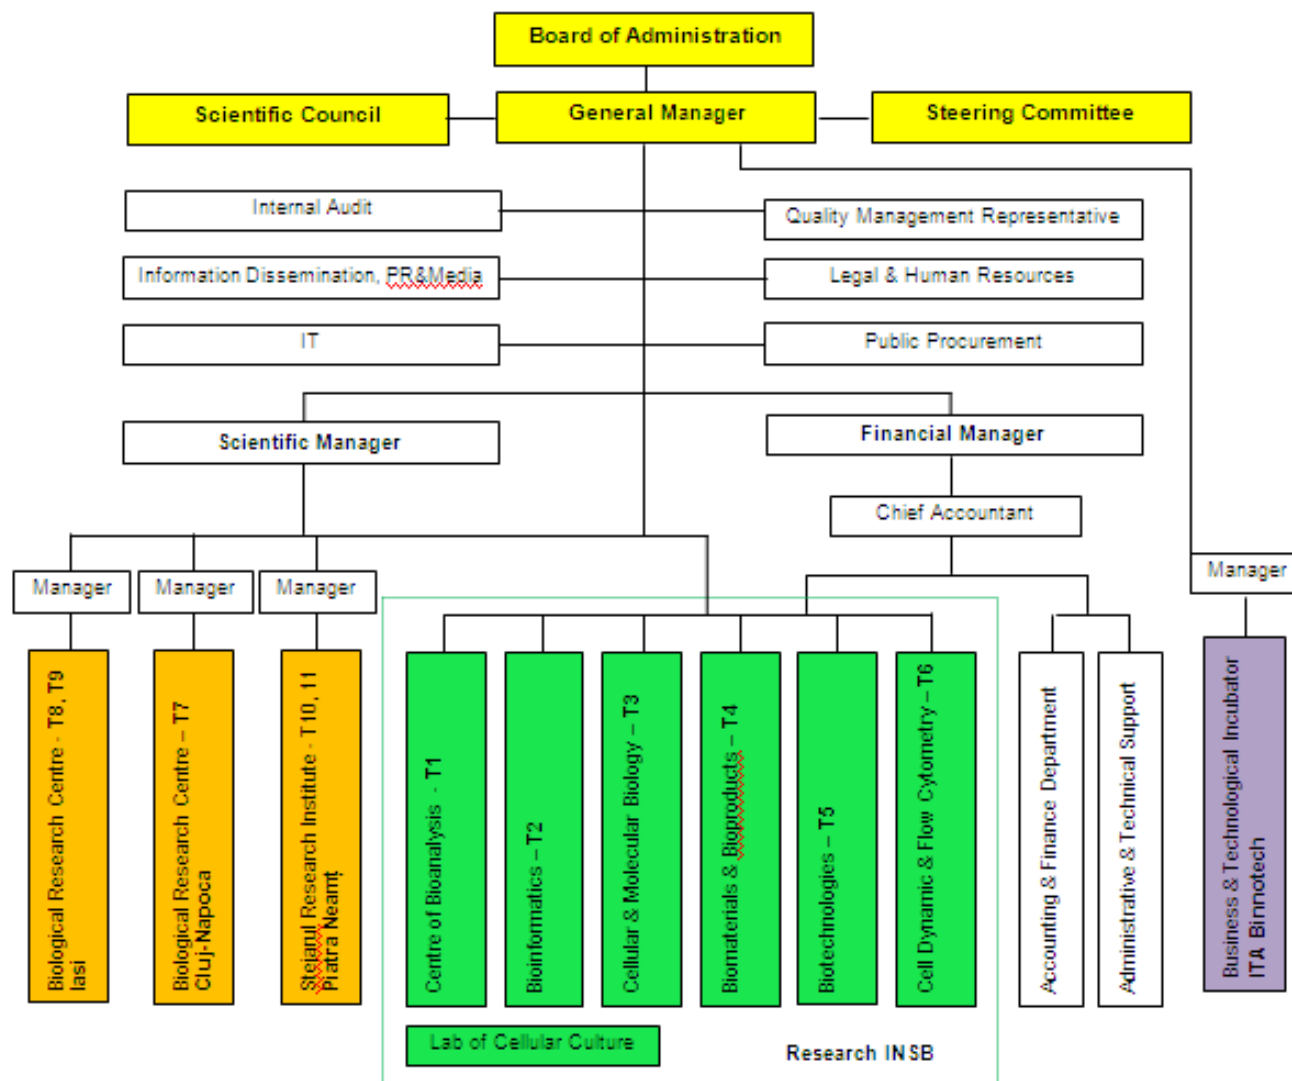 Board of Administration
Scientific Council
General Manager
Steering Committee
Internal Audit
Quality Management Representative
Information Dissemination, PR&Media
Legal & Human Resources
IT
Public Procurement
Scientific Manager
Financial Manager
Chief Accountant
Manager
Manager
Manager
Manager
Biological Research Centre - T8, T9
Iasi
Biological Research Centre – T7
Cluj-Napoca
Stejarul Research Institute - T10, 11
Piatra Neamț
Centre of Bioanalysis - T1
Bioinformatics – T2
Cellular & Molecular Biology – T3
Biomaterials & Bioproducts – T4
Biotechnologies – T5
Cell Dynamic & Flow Cytometry – T6
Accounting & Finance Department
Administrative & Technical Support
Business & Technological Incubator
ITA Binnotech
Lab of Cellular Culture
Research INSB